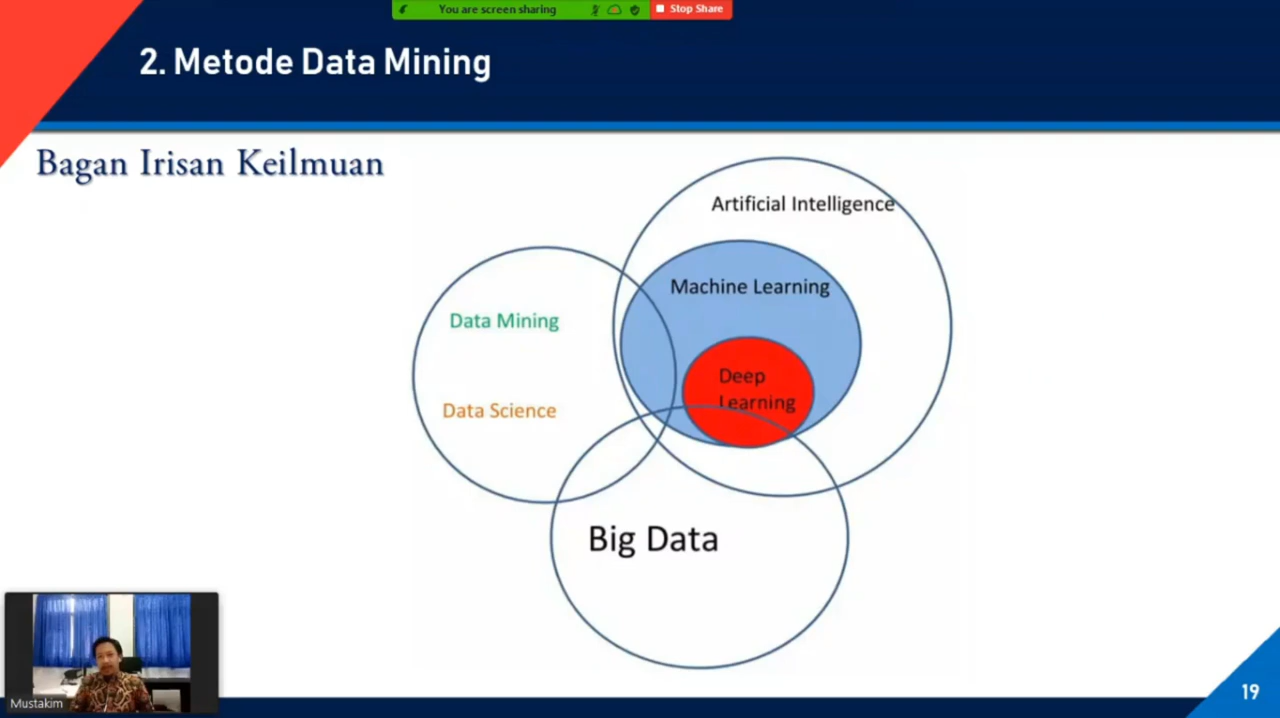 You are screen sharing
Stop Share
2. Metode Data Mining
Bagan Irisan Keilmuan
Artificial Intelligence
Machine Learning
Data Mining
Deep
Learning
Data Science
Big Data
Mustakim
19